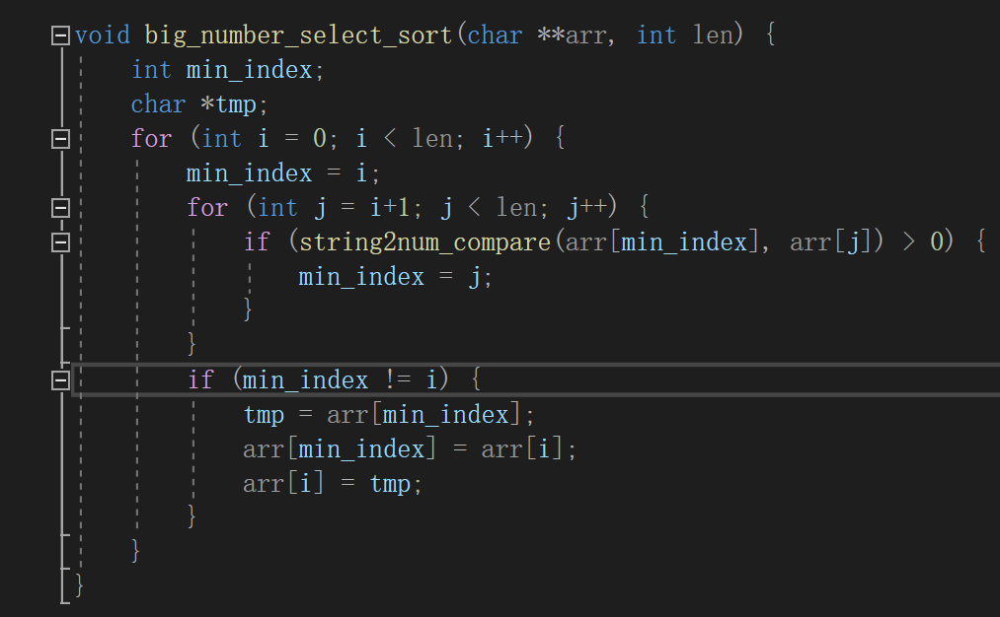 void big_number_select_sort(char **arr, int len) {
    int min_index;
    char *tmp;
    for (int i = 0; i < len; i++) {
        min_index = i;
        for (int j = i+1; j < len; j++) {
            if (string2num_compare(arr[min_index], arr[j]) > 0) {
                min_index = j;
            }
        }
        if (min_index != i) {
            tmp = arr[min_index];
            arr[min_index] = arr[i];
            arr[i] = tmp;
        }
    }
}